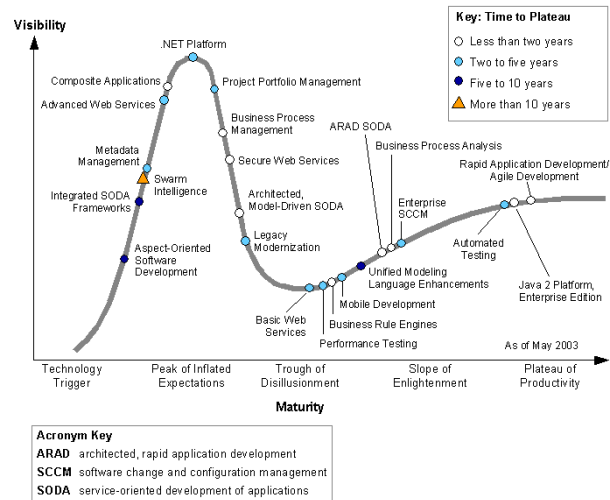 Visibility
Key: Time to Plateau
Less than two years
Two to five years
Five to 10 years
More than 10 years
.NET Platform
Composite Applications
Advanced Web Services
Project Portfolio Management
Business Process
Management
ARAD SODA
Business Process Analysis
Metadata
Management
Swarm
Intelligence
Secure Web Services
Rapid Application Development/
Agile Development
Integrated SODA
Frameworks
Architected,
Model-Driven SODA
Enterprise
SCCM
Aspect-Oriented
Software
Development
Legacy
Modernization
Automated
Testing
Unified Modeling
Language Enhancements
Java 2 Platform,
Enterprise Edition
Mobile Development
Basic Web
Services
Business Rule Engines
Performance Testing
As of May 2003
Technology
Trigger
Peak of Inflated
Expectations
Trough of
Disillusionment
Slope of
Enlightenment
Plateau of
Productivity
Maturity
Acronym Key
ARAD architected, rapid application development
SCCM software change and configuration management
SODA service-oriented development of applications